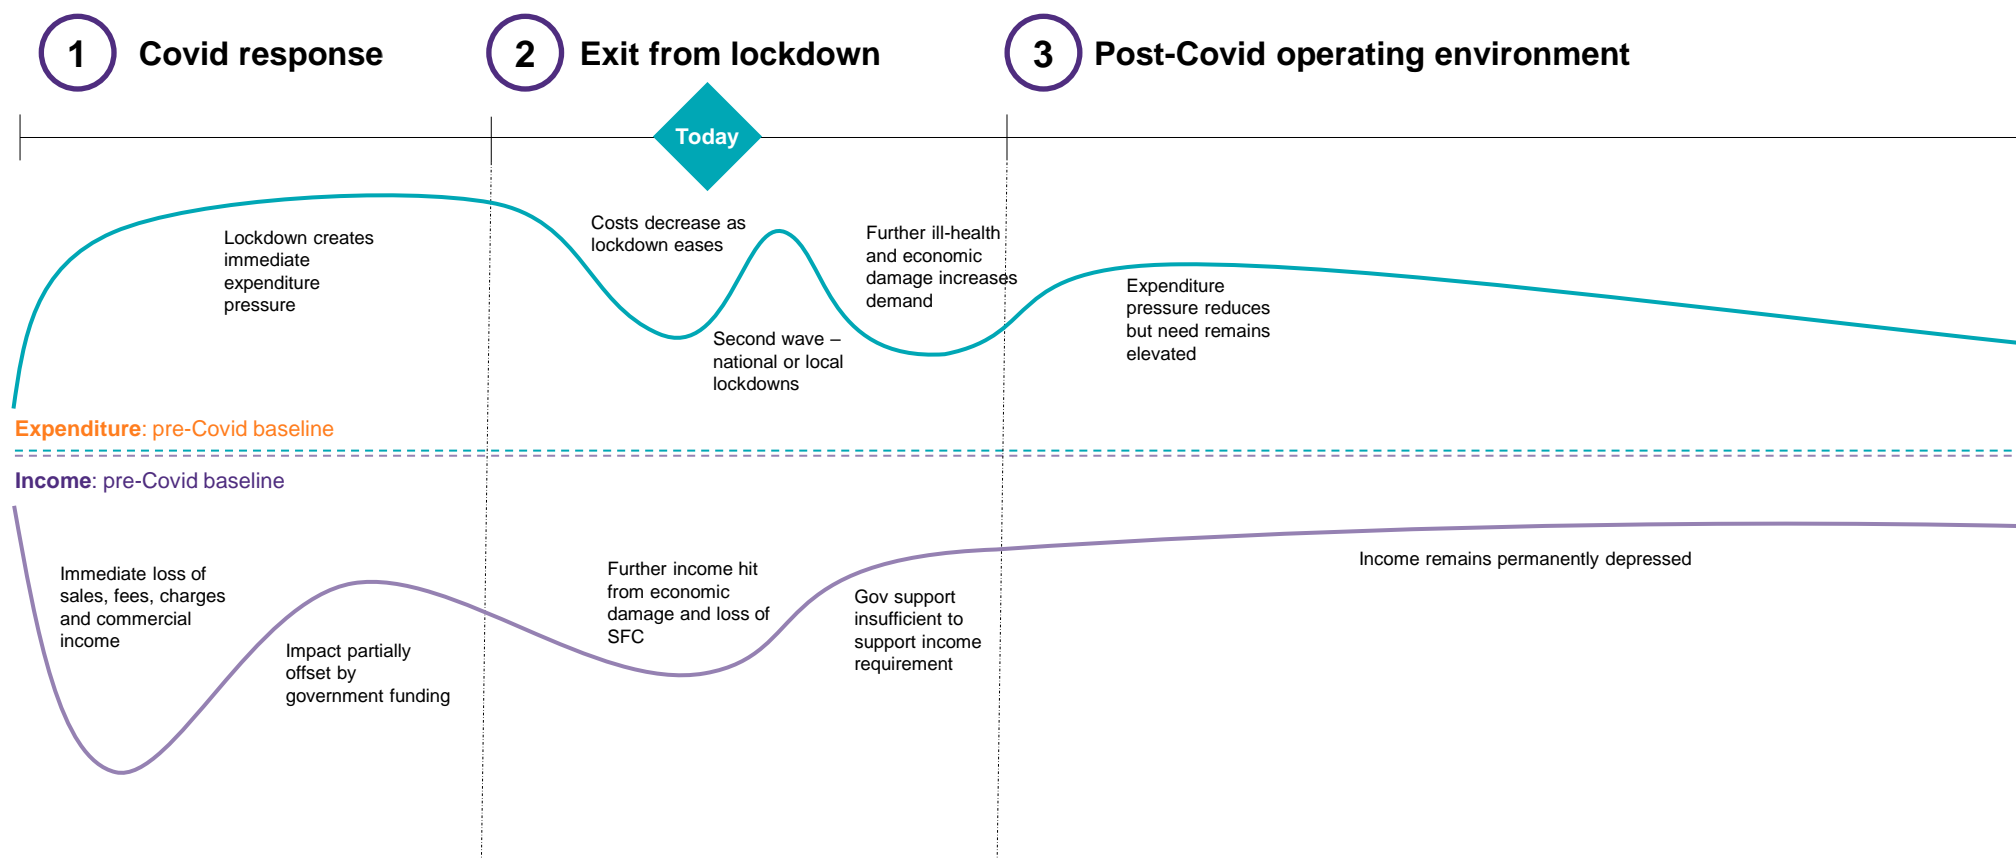 1
Covid response
2
Exit from lockdown
3
Post-Covid operating environment
Today
Lockdown creates
immediate
expenditure
pressure
Costs decrease as
lockdown eases
Second wave –
national or local
lockdowns
Further ill-health
and economic
damage increases
demand
Expenditure
pressure reduces
but need remains
elevated
Expenditure: pre-Covid baseline
Income: pre-Covid baseline
Immediate loss of
sales, fees, charges
and commercial
income
Impact partially
offset by
government funding
Further income hit
from economic
damage and loss of
SFC
Gov support
insufficient to
support income
requirement
Income remains permanently depressed